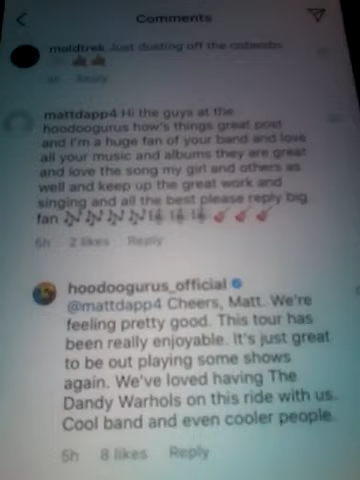 Comments
moldtrek Just dusting off the cobwebs
4h Reply
mattdapp4 Hi the guys at the
hoodoogurus how's things great post
and I'm a huge fan of your band and love
all your music and albums they are great
and love the song my girl and others as
well and keep up the great work and
singing and all the best please reply big
fan 🎶🎶🎶🎶🎼🎼🎼🎸🎸🎸
5h 2 likes Reply
hoodoogurus_official
@mattdapp4 Cheers, Matt. We're
feeling pretty good. This tour has
been really enjoyable. It's just great
to be out playing some shows
again. We've loved having The
Dandy Warhols on this ride with us.
Cool band and even cooler people.
5h 8 likes Reply